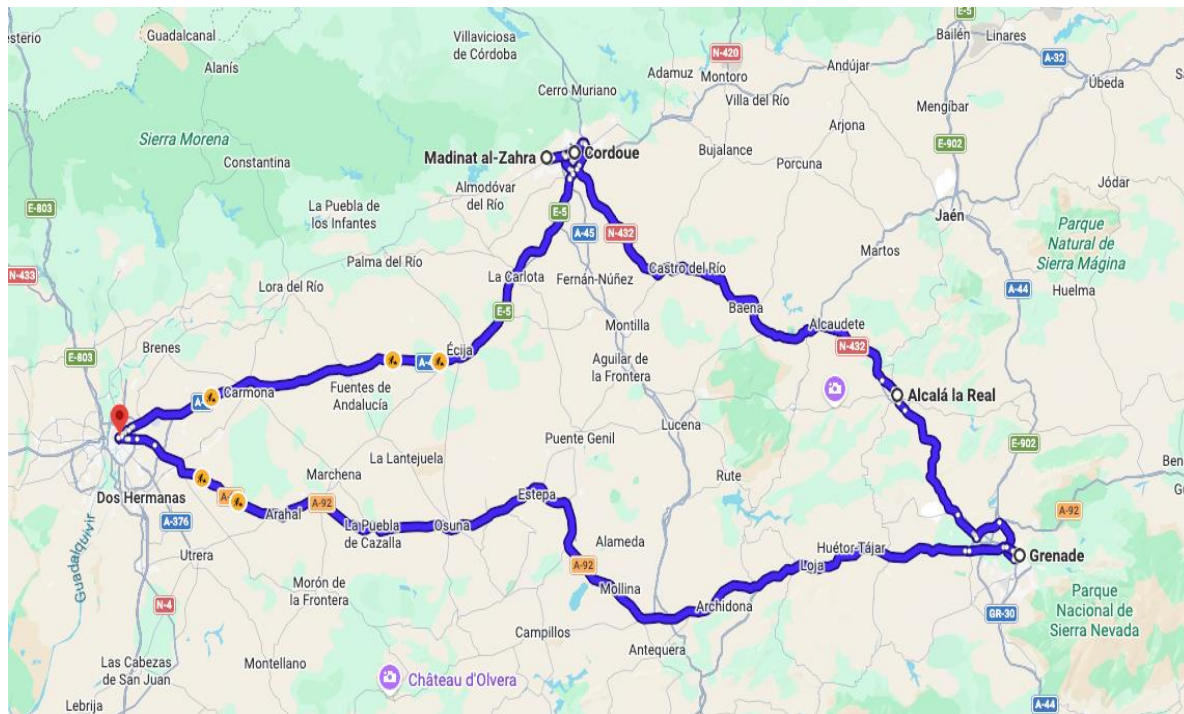 esterio
Guadalcanal
Alanís
Villaviciosa
de Córdoba
N-420
E-5
Bailén
Linares
A-32
Úbeda
Adamuz
Montoro
Andújar
Cerro Muriano
Villa del Río
Mengíbar
Arjona
Sierra Morena
Constantina
Madinat al-Zahra
Cordoue
Bujalance
Porcuna
E-902
E-803
La Puebla de
los Infantes
Almodóvar
del Río
E-5
A-45
N-432
Jaén
Jódar
Parque
Natural de
Sierra Mágina
N-433
Palma del Río
La Carlota
Fernán-Núñez
Castro del Río
Martos
A-44
Huelma
Lora del Río
E-5
Baena
Alcaudete
Montilla
N-432
E-803
Brenes
Écija
Aguilar de
la Frontera
Carmona
Fuentes de
Andalucía
Alcalá la Real
Lucena
Puente Genil
E-902
La Lantejuela
Marchena
Rute
Dos Hermanas
Estepa
A-92
A-92
Arahal
La Puebla
de Cazalla
Osuna
A-376
Guadalquivir
Utrera
Alameda
Huétor-Tájar
Loja
Grenade
A-92
Mollina
Morón de
la Frontera
Archidona
Parque
Nacional de
Sierra Nevada
N-4
GR-30
Campillos
Antequera
Las Cabezas
de San Juan
Montellano
Château d'Olvera
Lebrija
A-44